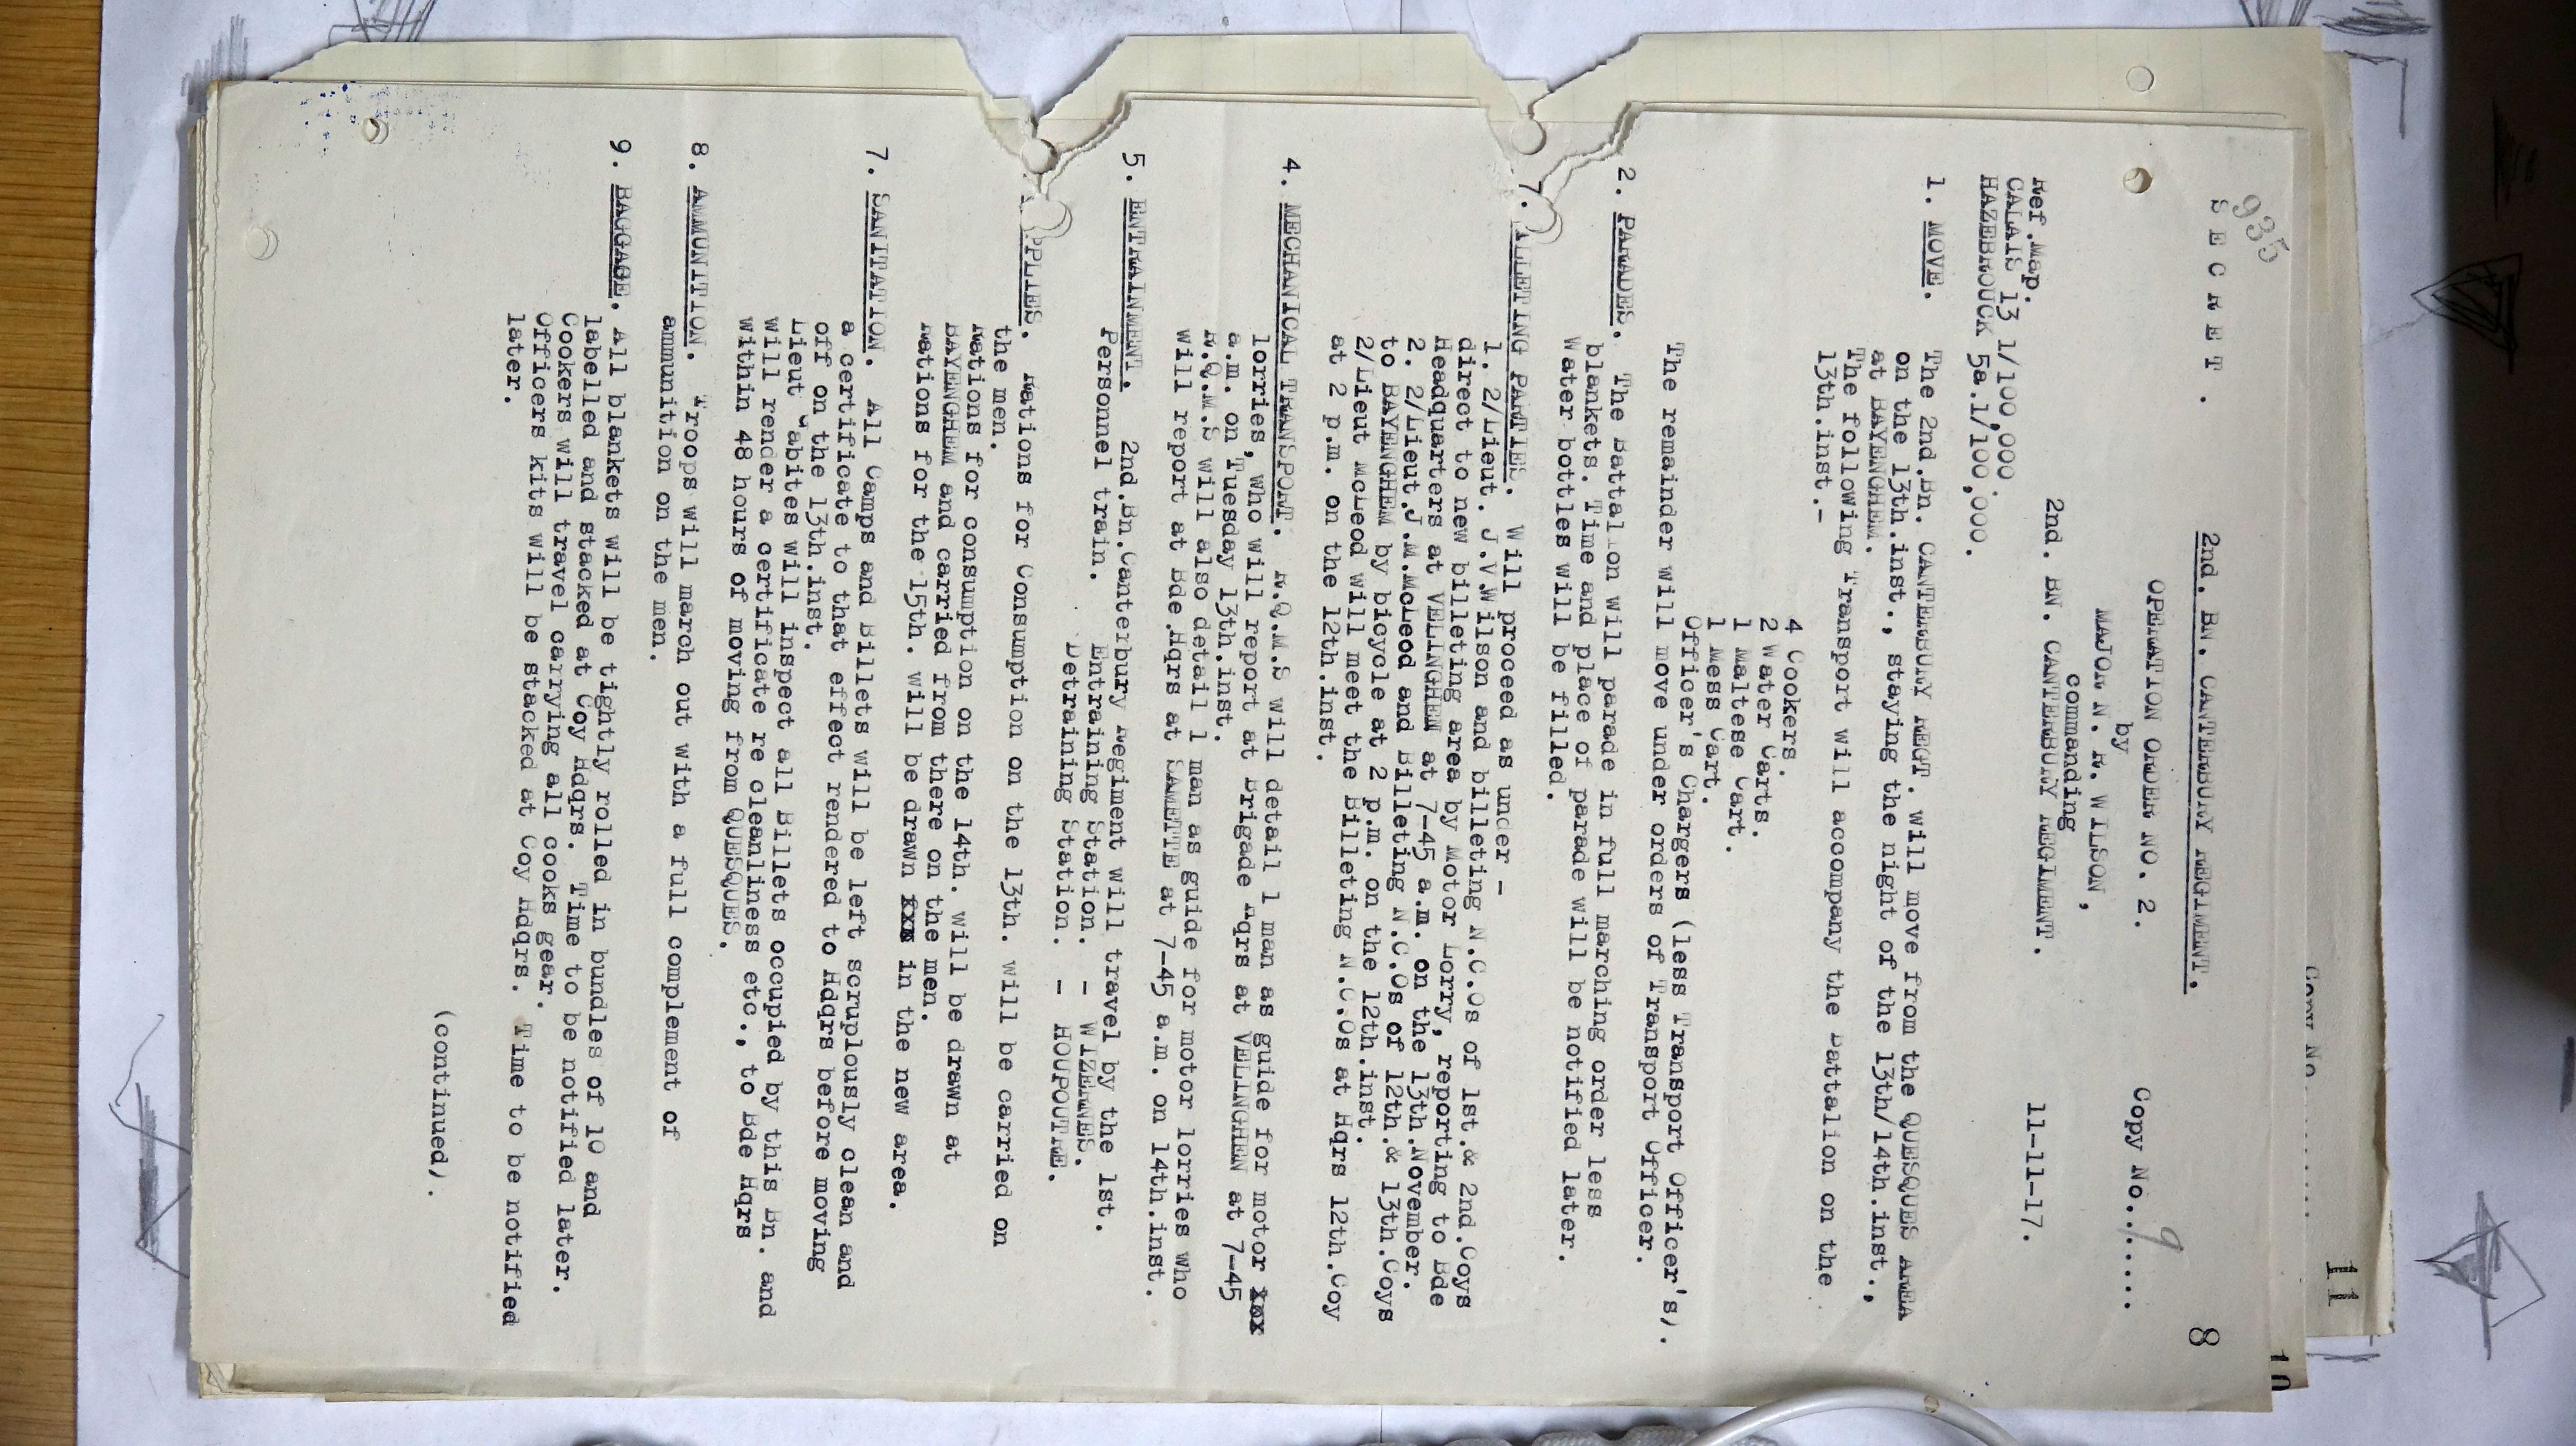 935
S E C R E T .
8
2nd. BN. CANTERBURY REGIMENT.
OPERATION ORDER NO. 2.
Copy No. 9
by
MAJOR N. R. WILSON,
commanding
2nd. BN. CANTERBURY REGIMENT.
11-11-17.
Ref.Map.
CALAIS 13 1/100,000.
HAZEBROUCK 5a.1/100,000.
1. MOVE. The 2nd.Bn. CANTERBURY REGT. will move from the QUESQUES AREA
on the 13th.inst., staying the night of the 13th/14th.inst.,
at BAYENGHEM.
The following Transport will accompany the Battalion on the
13th.inst.-
4 Cookers.
2 Water Carts.
1 Maltese Cart.
1 Mess Cart.
Officer's Chargers (less Transport Officer's).
The remainder will move under orders of Transport Officer.
2. PARADES. The Battalion will parade in full marching order less
blankets. Time and place of parade will be notified later.
Water bottles will be filled.
LLETING PARTIES. Will proceed as under -
1. 2/Lieut. J.V.Wilson and billeting N.C.Os of 1st.& 2nd.Coys
direct to new billeting area by Motor Lorry, reporting to Bde
Headquarters at VELINGHEM at 7-45 a.m. on the 13th.November.
2. 2/Lieut.J.M.McLeod and Billeting N.C.Os of 12th.& 13th.Coys
to BAYENGHEM by bicycle at 2 p.m. on the 12th.inst.
2/Lieut McLeod will meet the Billeting N.C.Os at Hqrs 12th.Coy
at 2 p.m. on the 12th.inst.
4. MECHANICAL TRANSPORT. R.Q.M.S will detail 1 man as guide for motor
lorries, who will report at Brigade Hqrs at VELINGHEN at 7-45
a.m. on Tuesday 13th.inst.
R.Q.M.S will also detail 1 man as guide for motor lorries who
will report at Bde.Hqrs at SAMETTE at 7-45 a.m. on 14th.inst.
5. ENTRAINMENT. 2nd.Bn.Canterbury Regiment will travel by the 1st.
Personnel train. Entraining Station. - WIZERNES.
Detraining Station. - HOUPOUTRE.
PPLIES. Rations for Consumption on the 13th. will be carried on
the men.
Rations for consumption on the 14th. will be drawn at
BAYENGHEM and carried from there on the men.
Rations for the 15th. will be drawn in the new area.
7. SANITATION. All Camps and Billets will be left scruplously clean and
a certificate to that effect rendered to Hdqrs before moving
off on the 13th.inst.
Lieut abites will inspect all Billets occupied by this Bn. and
will render a certificate re cleanliness etc., to Bde Hqrs
within 48 hours of moving from QUESQUES.
8. AMMUNITION. Troops will march out with a full complement of
ammunition on the men.
9. BAGGAGE. All blankets will be tightly rolled in bundles of 10 and
labelled and stacked at Coy Hdqrs. Time to be notified later.
Cookers will travel carrying all cooks gear.
Officers kits will be stacked at Coy Hdqrs. Time to be notified
later.
(continued).
11
10